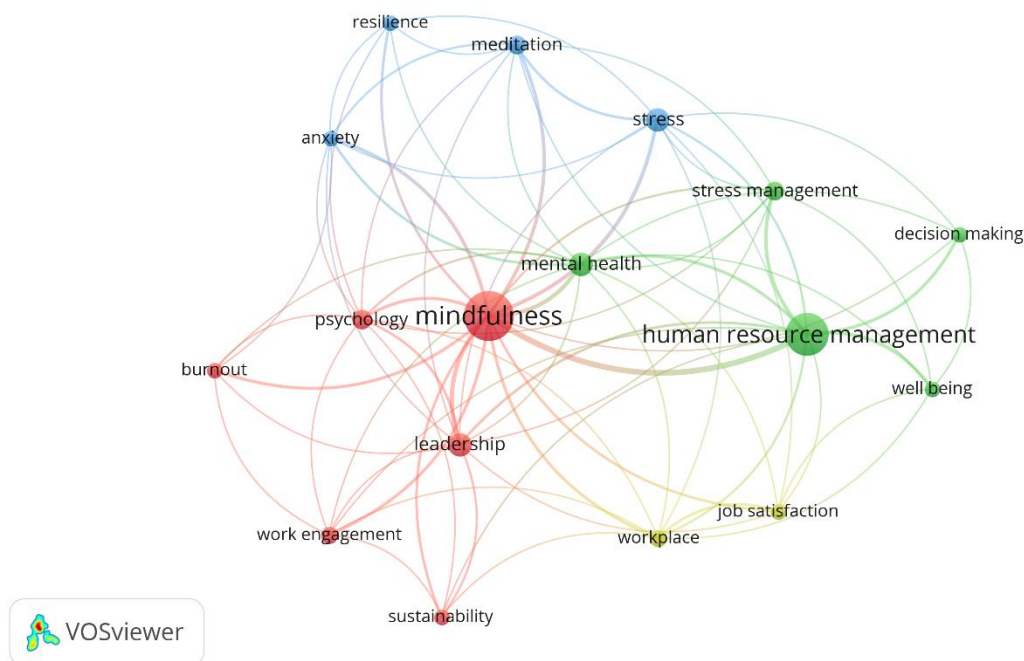 resilience
meditation
stress
anxiety
stress management
decision making
mental health
mindfulness
psychology
human resource management
burnout
well being
leadership
job satisfaction
work engagement
workplace
sustainability
VOSviewer